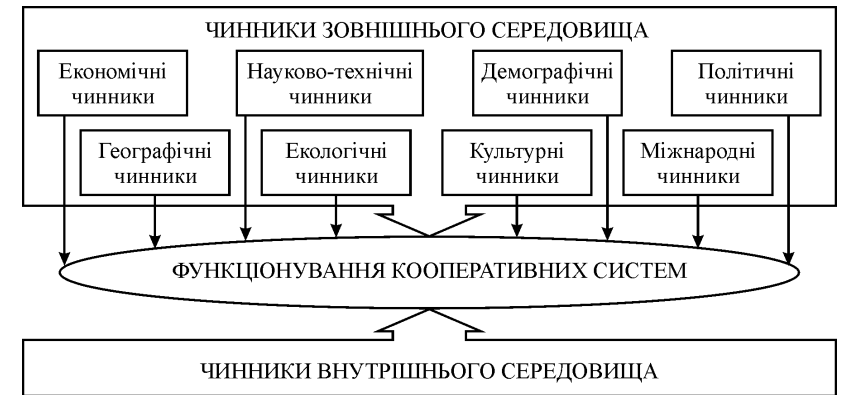 ЧИННИКИ ЗОВНІШНЬОГО СЕРЕДОВИЩА
Економічні
чинники
Науково-технічні
чинники
Демографічні
чинники
Політичні
чинники
Географічні
чинники
Екологічні
чинники
Культурні
чинники
Міжнародні
чинники
ФУНКЦІОНУВАННЯ КООПЕРАТИВНИХ СИСТЕМ
ЧИННИКИ ВНУТРІШНЬОГО СЕРЕДОВИЩА